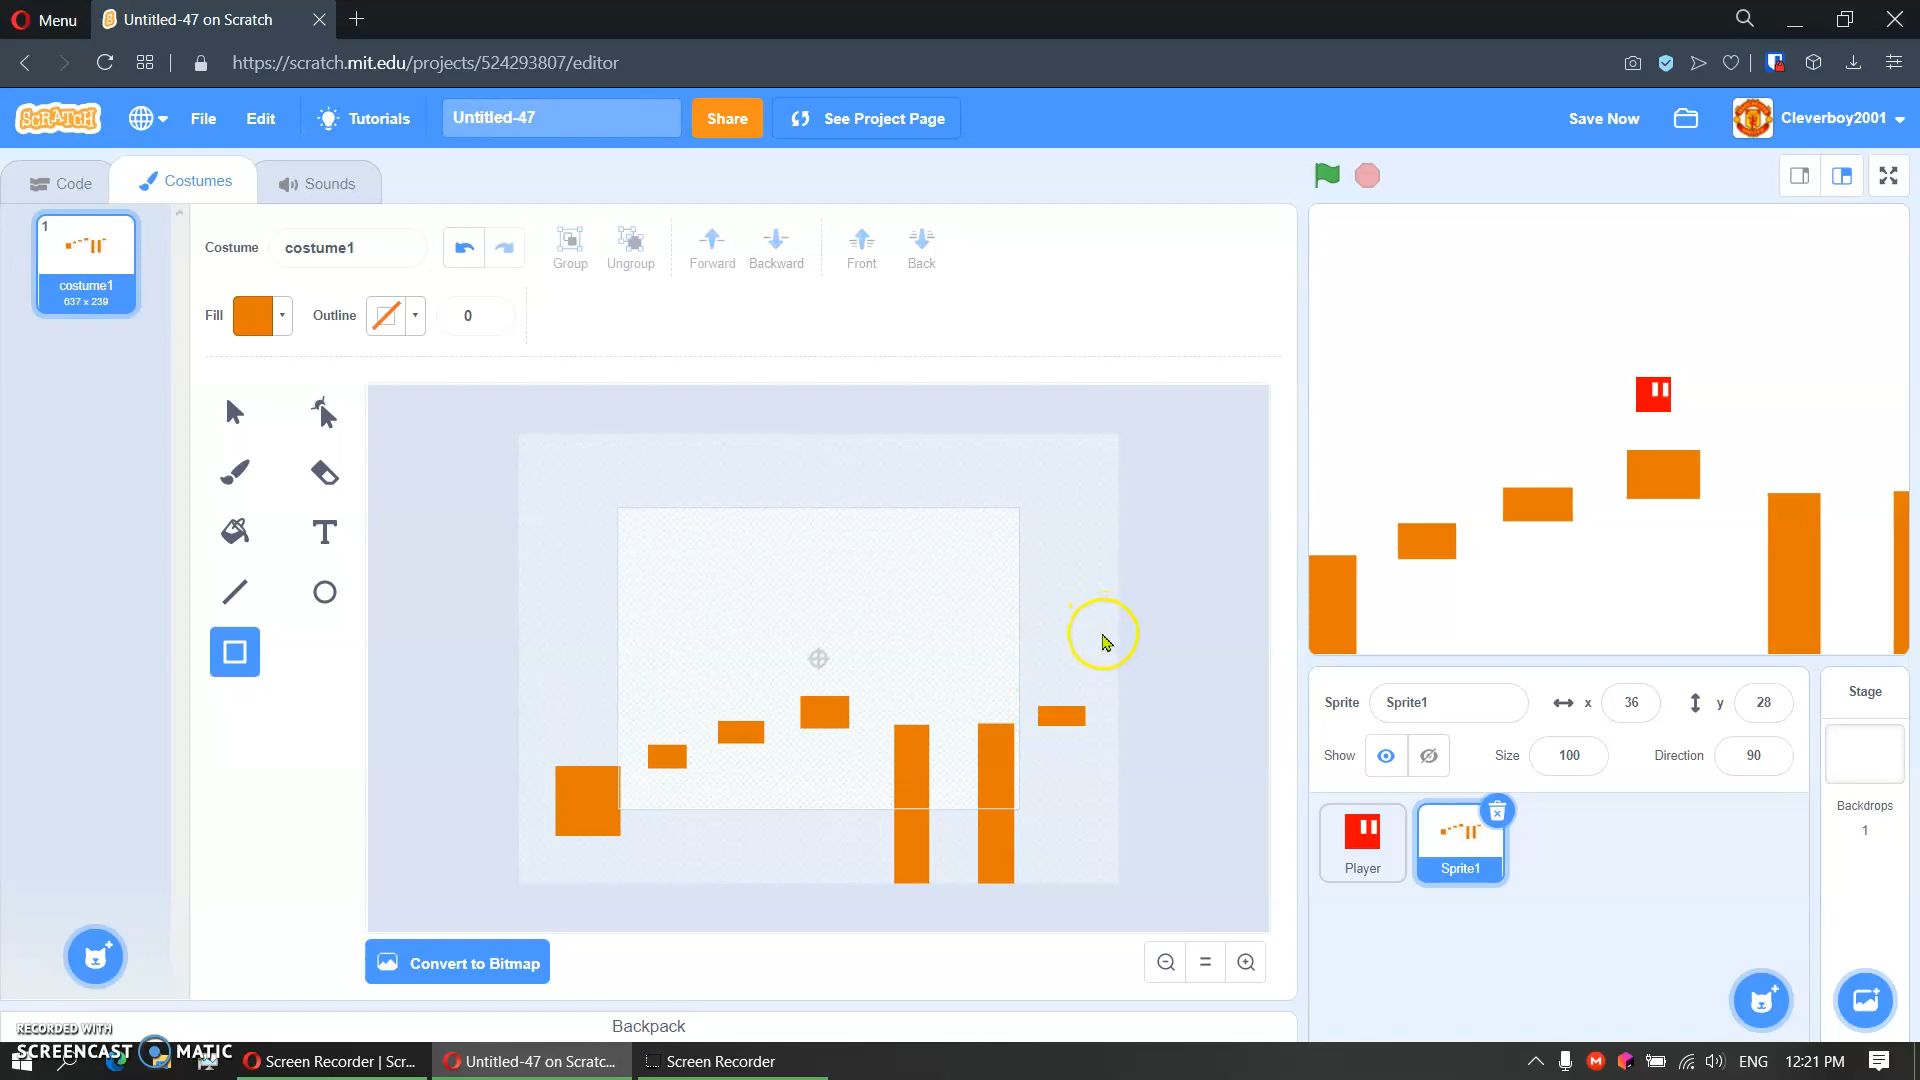 Menu
Untitled-47 on Scratch
https://scratch.mit.edu/projects/524293807/editor
SCRATCH
File
Edit
Tutorials
Untitled-47
Share
See Project Page
Save Now
Cleverboy2001
Code
Costumes
Sounds
1
costume1
637 x 239
Costume
costume1
Group
Ungroup
Forward
Backward
Front
Back
Fill
Outline
0
Convert to Bitmap
Backpack
Sprite
Sprite1
x
36
y
28
Show
Size
100
Direction
90
Player
Sprite1
Stage
Backdrops
1
RECORDED WITH
SCREENCAST MATIC
Screen Recorder | Scr...
Untitled-47 on Scratc...
Screen Recorder
ENG
12:21 PM